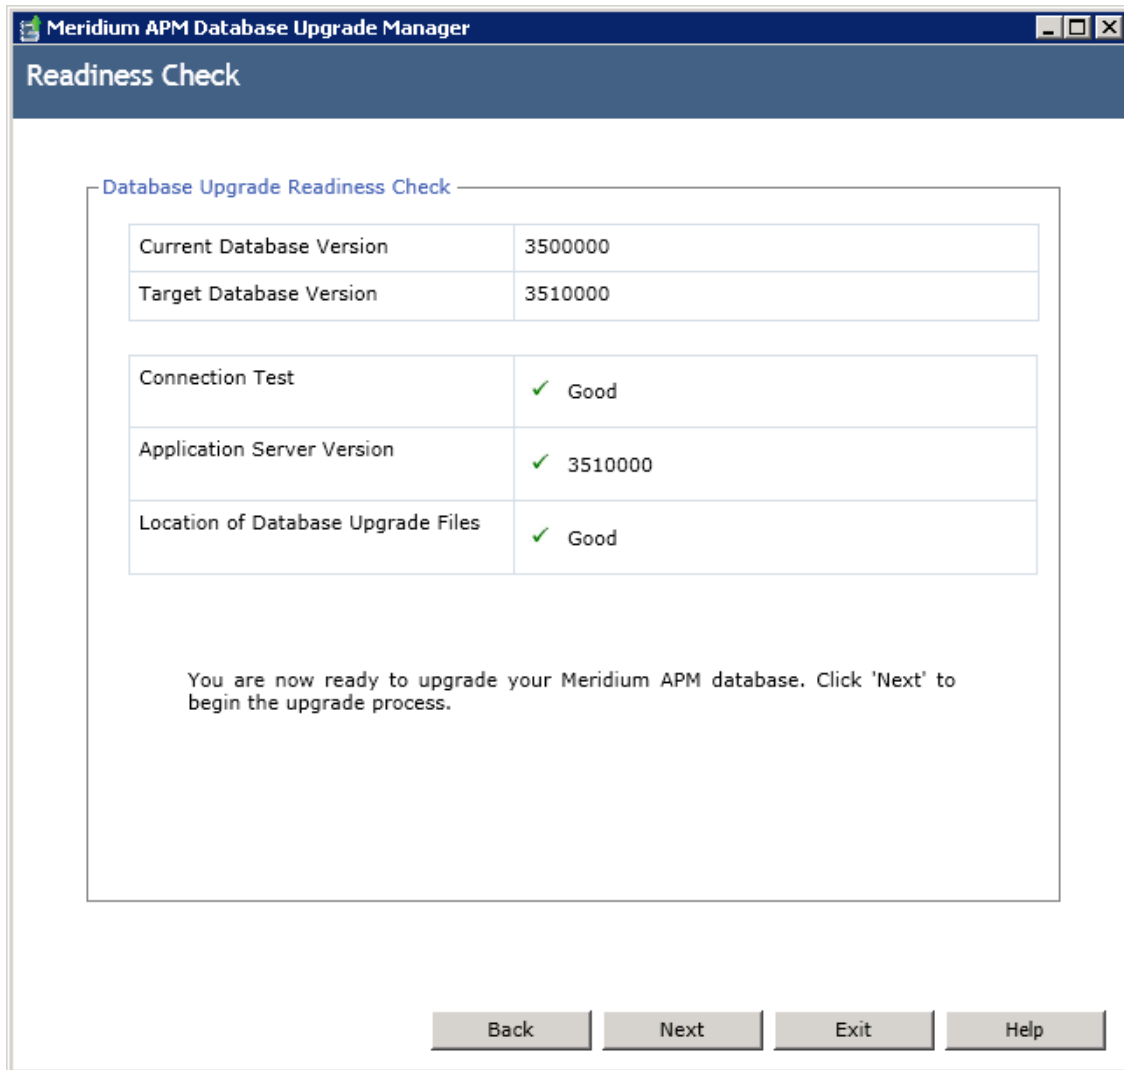 Meridium APM Database Upgrade Manager
Readiness Check
Database Upgrade Readiness Check
Current Database Version 3500000
Target Database Version 3510000
Connection Test Good
Application Server Version 3510000
Location of Database Upgrade Files Good
You are now ready to upgrade your Meridium APM database. Click 'Next' to
begin the upgrade process.
Back Next Exit Help